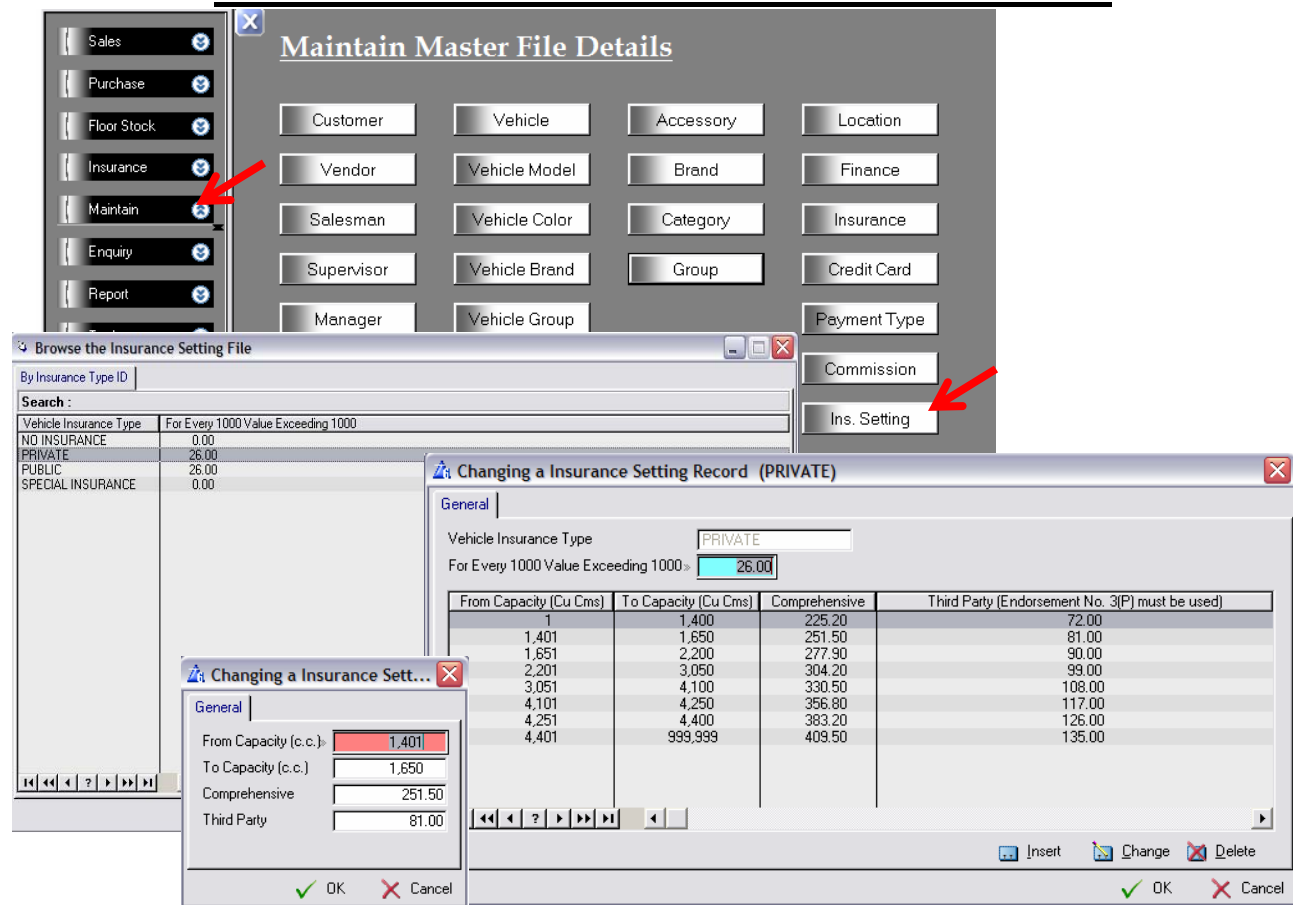 Maintain Master File Details
Sales
Purchase
Floor Stock
Insurance
Maintain
Enquiry
Report
Customer Vehicle Accessory Location
Vendor Vehicle Model Brand Finance
Salesman Vehicle Color Category Insurance
Supervisor Vehicle Brand Group Credit Card
Manager Vehicle Group Payment Type
Commission
Ins. Setting
Browse the Insurance Setting File
By Insurance Type ID
Search :
Vehicle Insurance Type For Every 1000 Value Exceeding 1000
NO INSURANCE 0.00
PRIVATE 26.00
PUBLIC 26.00
SPECIAL INSURANCE 0.00
Changing a Insurance Setting Record (PRIVATE)
General
Vehicle Insurance Type PRIVATE
For Every 1000 Value Exceeding 1000 26.00
From Capacity (Cu Cms) To Capacity (Cu Cms) Comprehensive Third Party (Endorsement No. 3(P) must be used)
1 1,400 225.20 72.00
1,401 1,650 251.50 81.00
1,651 2,200 277.90 90.00
2,201 3,050 304.20 99.00
3,051 4,100 330.50 108.00
4,101 4,250 356.80 117.00
4,251 4,400 383.20 126.00
4,401 999,999 409.50 135.00
Insert Change Delete
OK Cancel
Changing a Insurance Sett...
General
From Capacity (c.c.) 1,401
To Capacity (c.c.) 1,650
Comprehensive 251.50
Third Party 81.00
OK Cancel